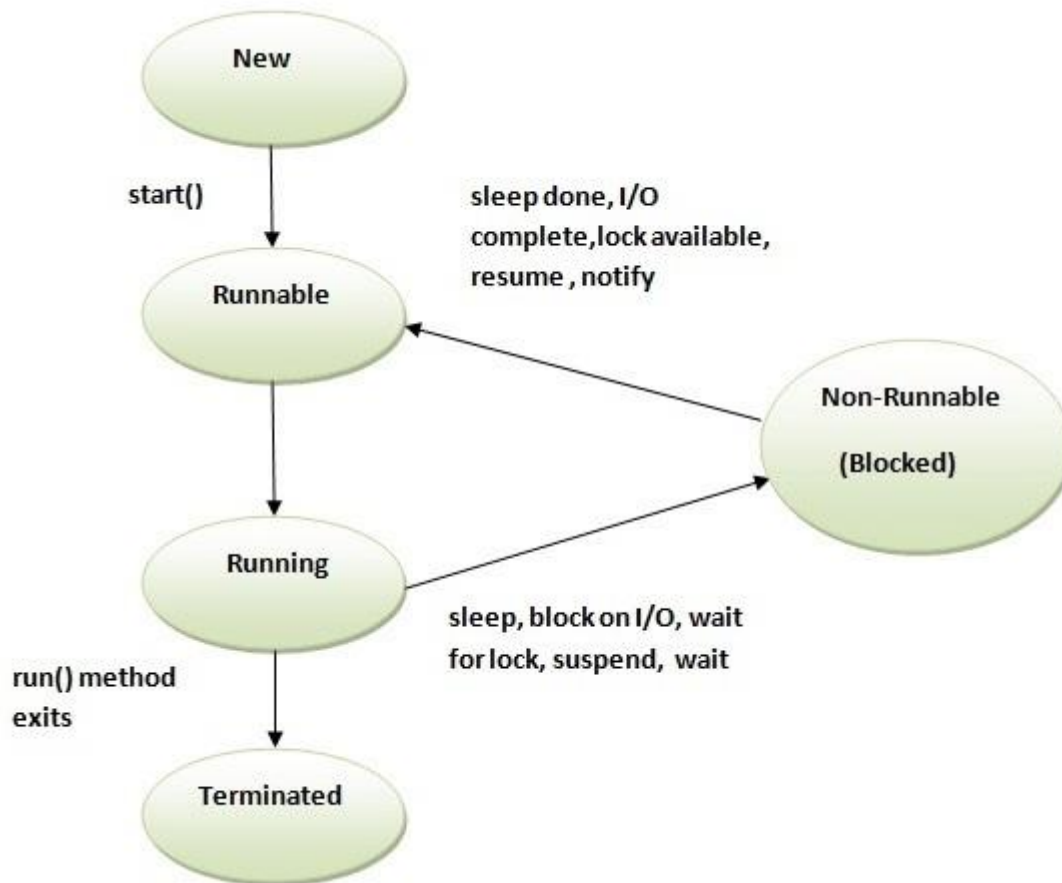 New
start()
sleep done, I/O
complete,lock available,
resume , notify
Runnable
Non-Runnable
(Blocked)
Running
sleep, block on I/O, wait
for lock, suspend, wait
run() method
exits
Terminated